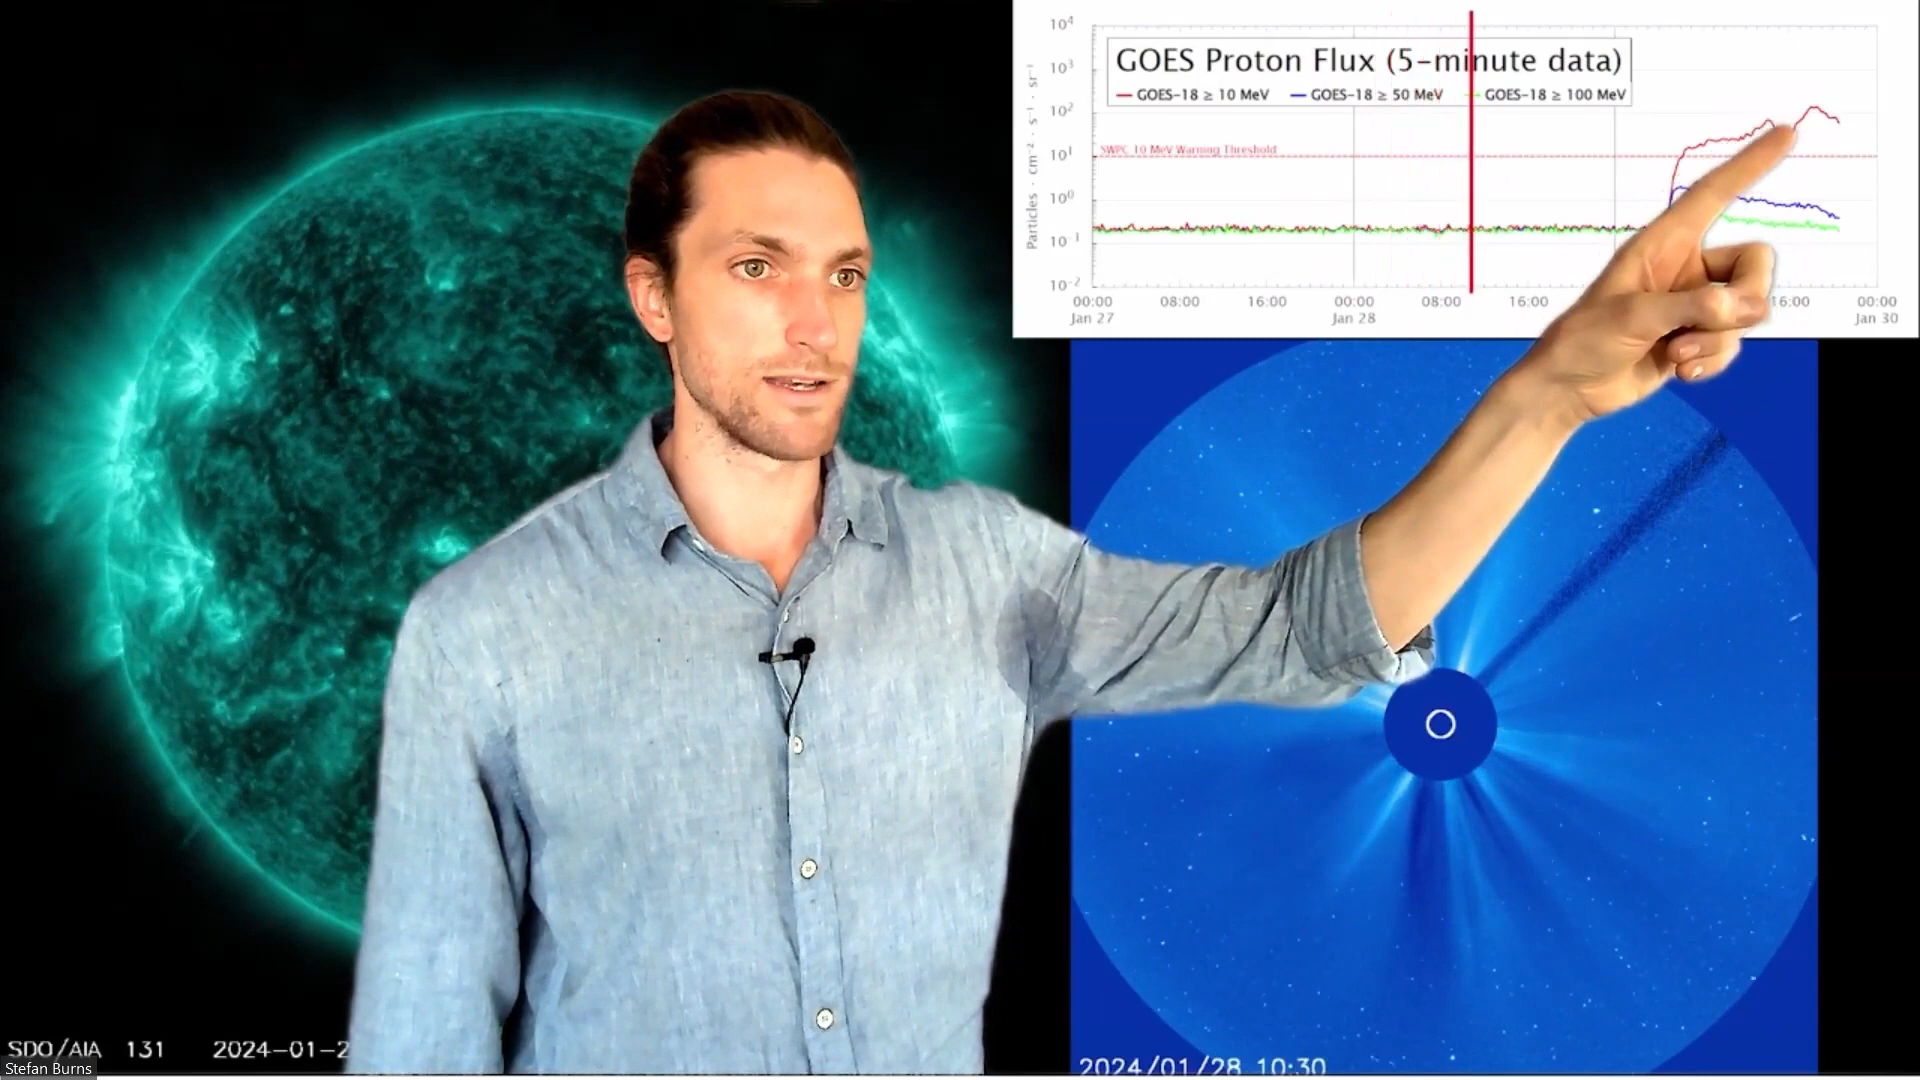 10⁴
10³
10²
10¹
10⁰
10⁻¹
10⁻²
Particles · cm⁻² · s⁻¹ · sr⁻¹
GOES Proton Flux (5-minute data)
GOES-18 ≥ 10 MeV GOES-18 ≥ 50 MeV GOES-18 ≥ 100 MeV
SWPC 10 MeV Warning Threshold
00:00 08:00 16:00 00:00 08:00 16:00 16:00 00:00
Jan 27 Jan 28 Jan 30
SDO/AIA 131 2024-01-2
Stefan Burns
2024/01/28 10:30